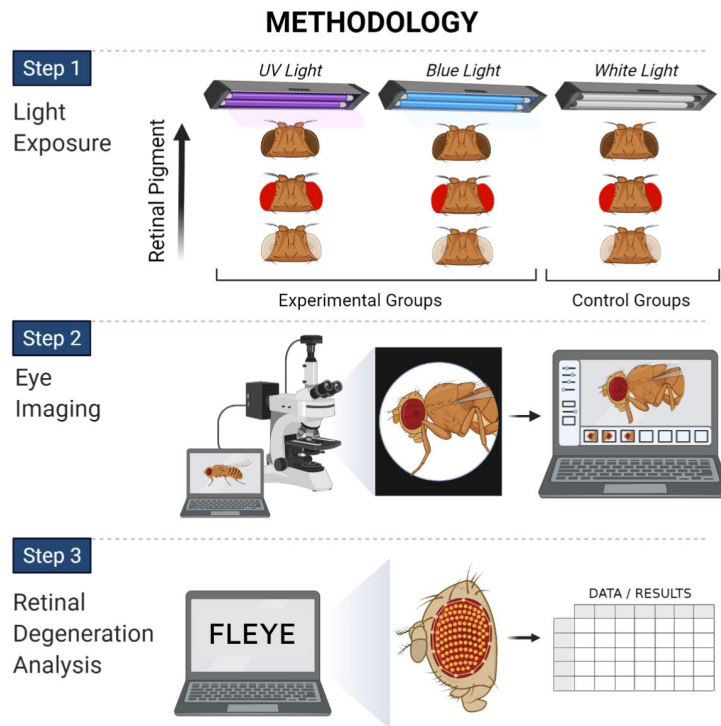 METHODOLOGY
Step 1
Light
Exposure
Retinal Pigment
UV Light
Blue Light
White Light
Experimental Groups
Control Groups
Step 2
Eye
Imaging
Step 3
Retinal
Degeneration
Analysis
FLEYE
DATA / RESULTS